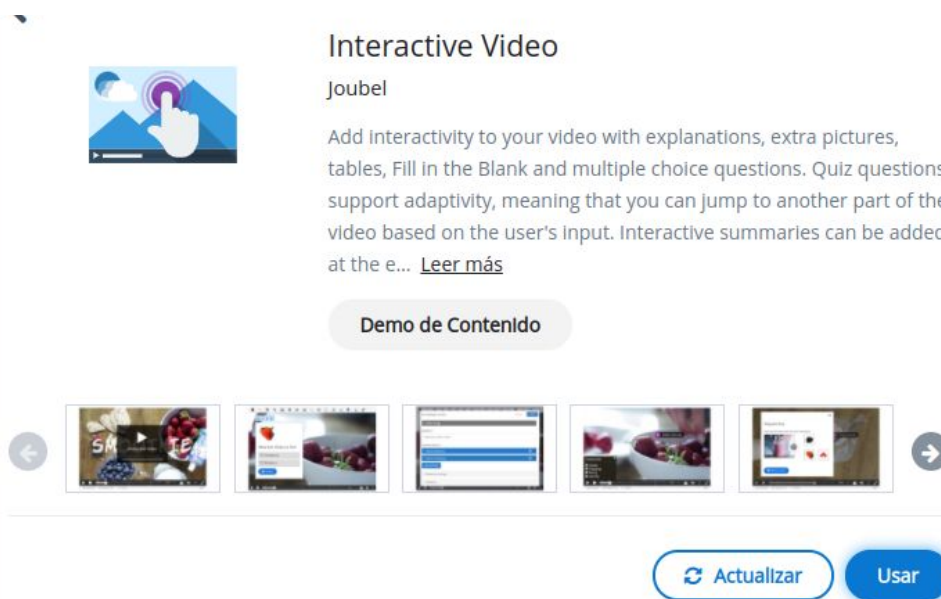 Interactive Video
Joubel
Add interactivity to your video with explanations, extra pictures,
tables, Fill in the Blank and multiple choice questions. Quiz questions
support adaptivity, meaning that you can jump to another part of the
video based on the user's input. Interactive summaries can be added
at the e... Leer más
Demo de Contenido
Actualizar
Usar